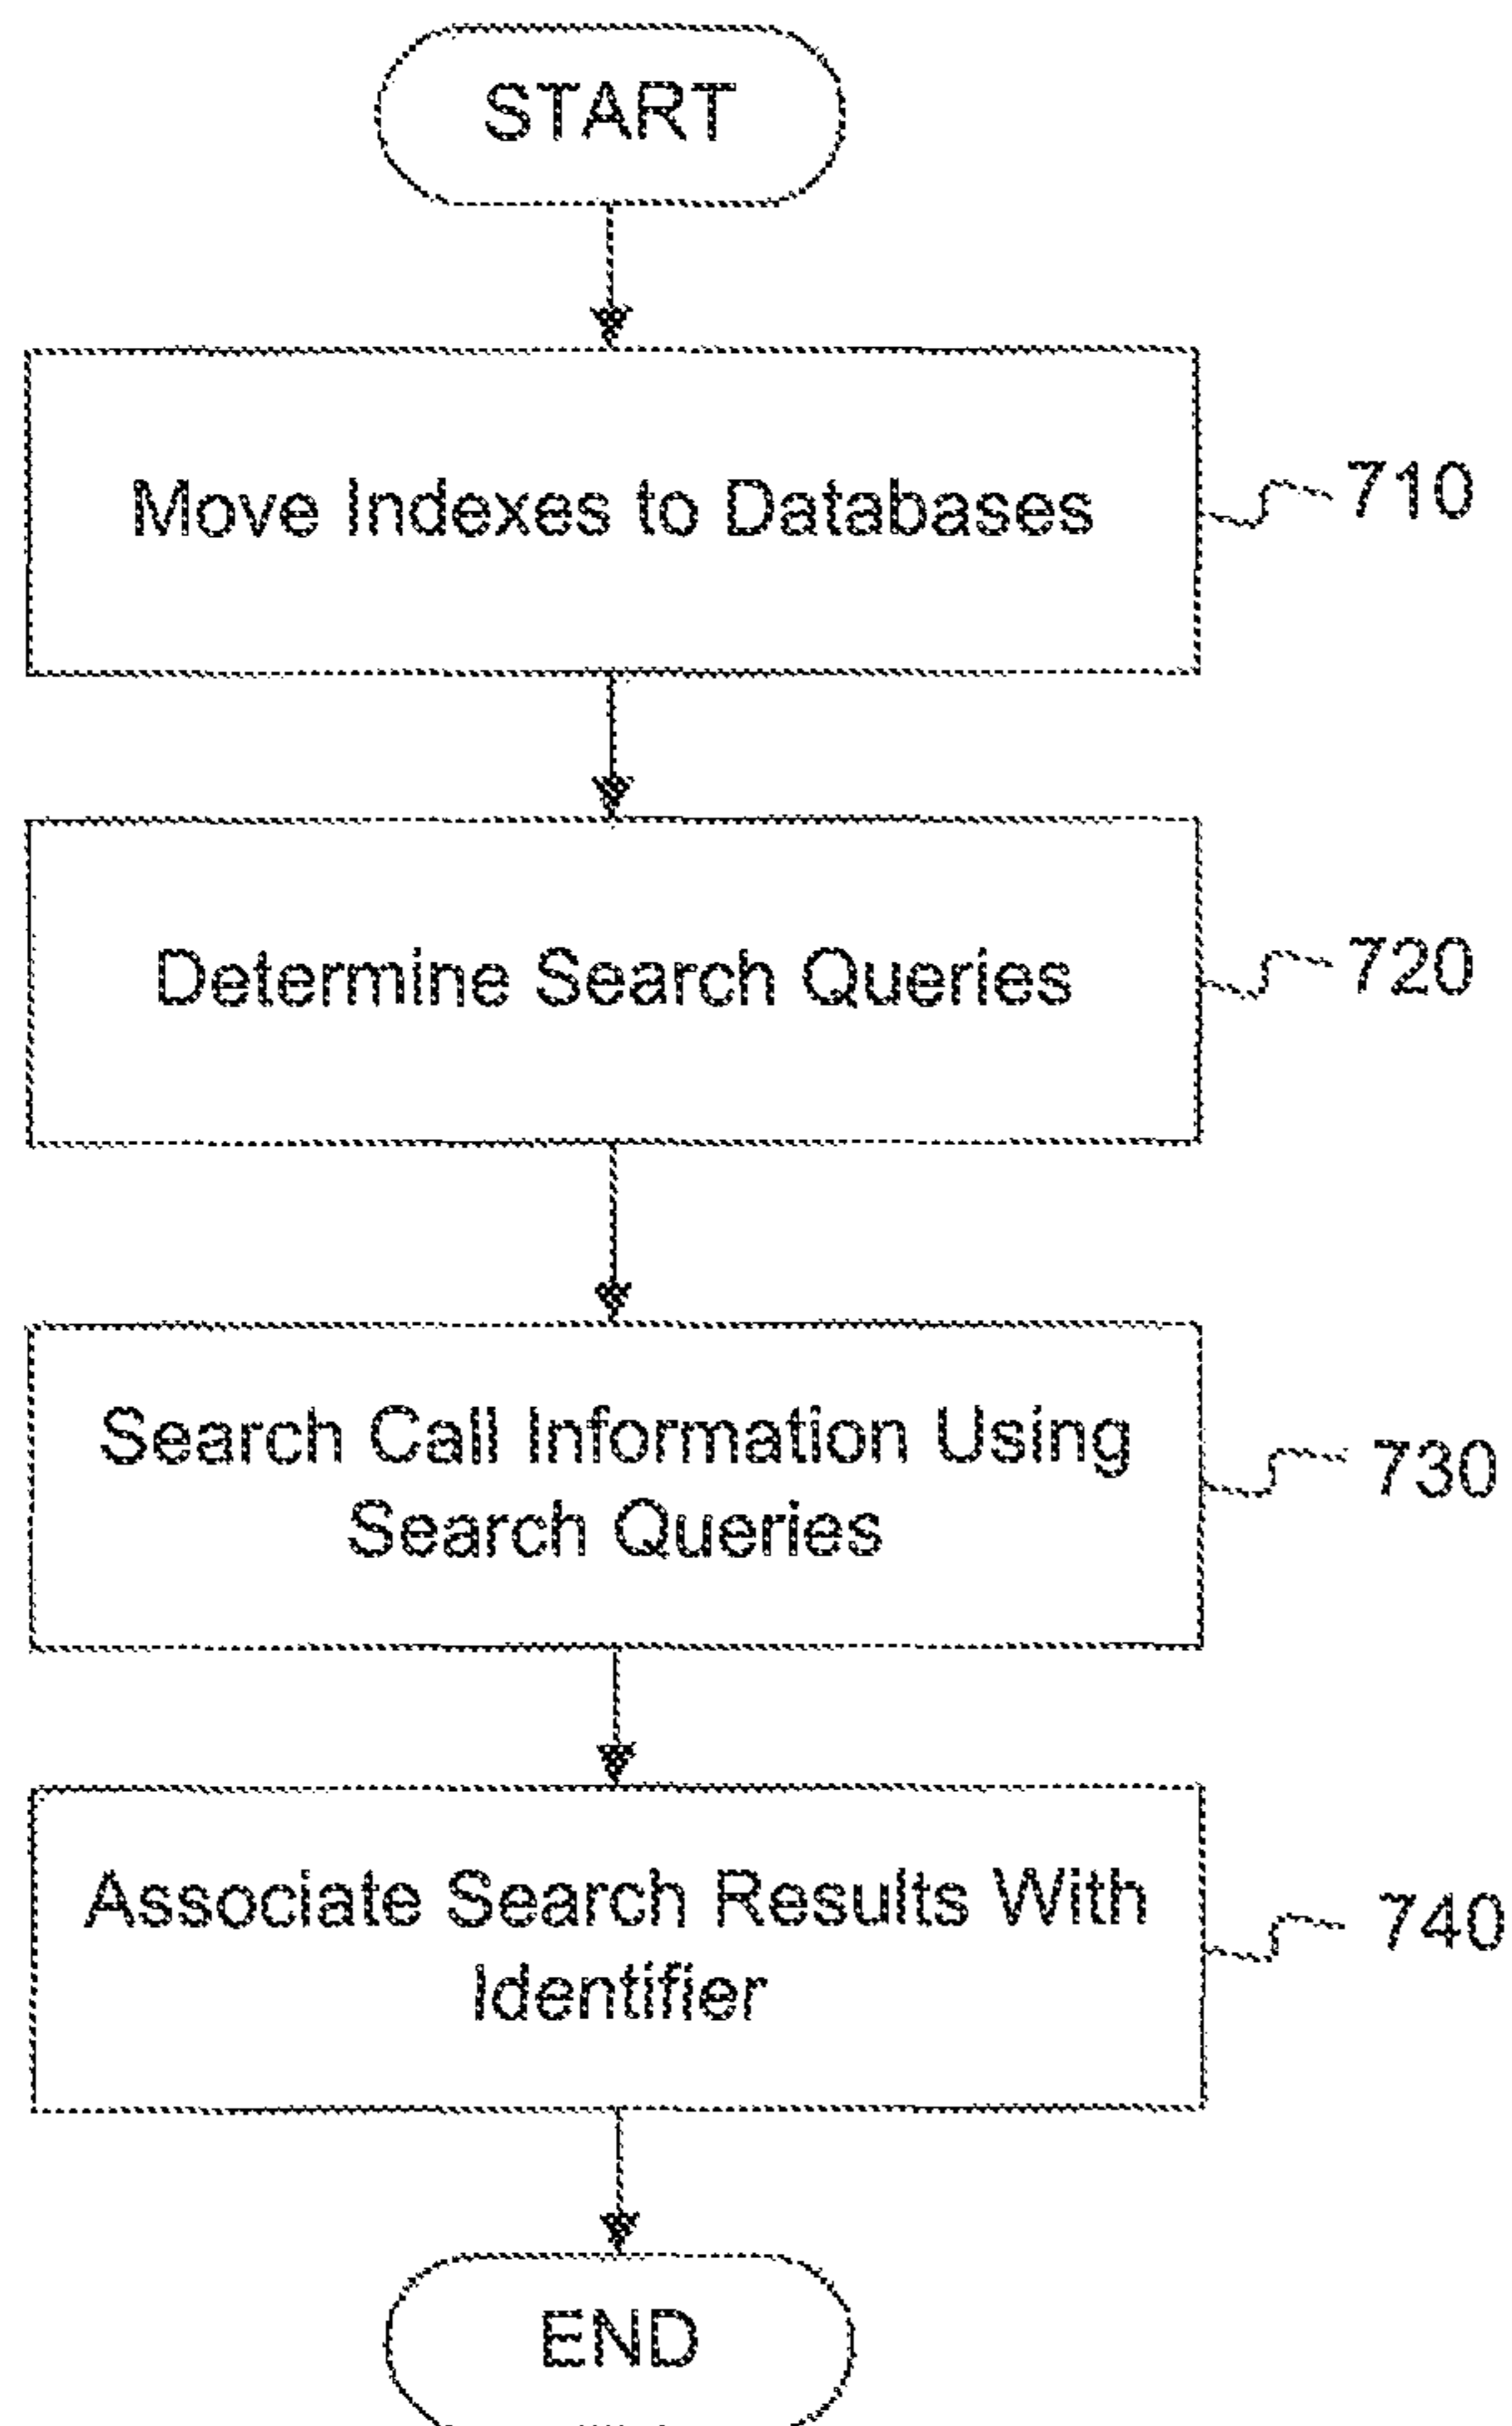 START
Move Indexes to Databases
710
Determine Search Queries
720
Search Call Information Using
Search Queries
730
Associate Search Results With
Identifier
740
END